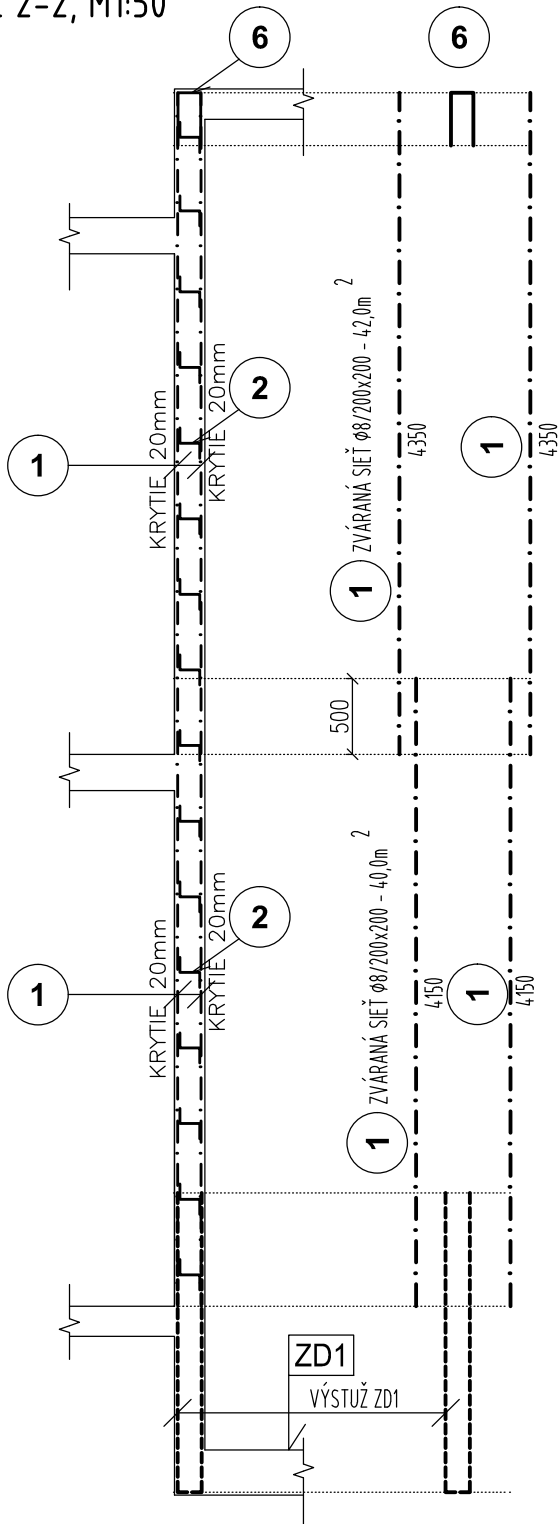 Z-Z, M1:50
6
6
2
KRYTIE 20mm
KRYTIE 20mm
1
ZVÁRANÁ SIEŤ ϕ8/200x200 - 42,0m²
1
4350
1
4350
500
2
KRYTIE 20mm
KRYTIE 20mm
1
ZVÁRANÁ SIEŤ ϕ8/200x200 - 40,0m²
1
4150
1
4150
ZD1
VÝSTUŽ ZD1